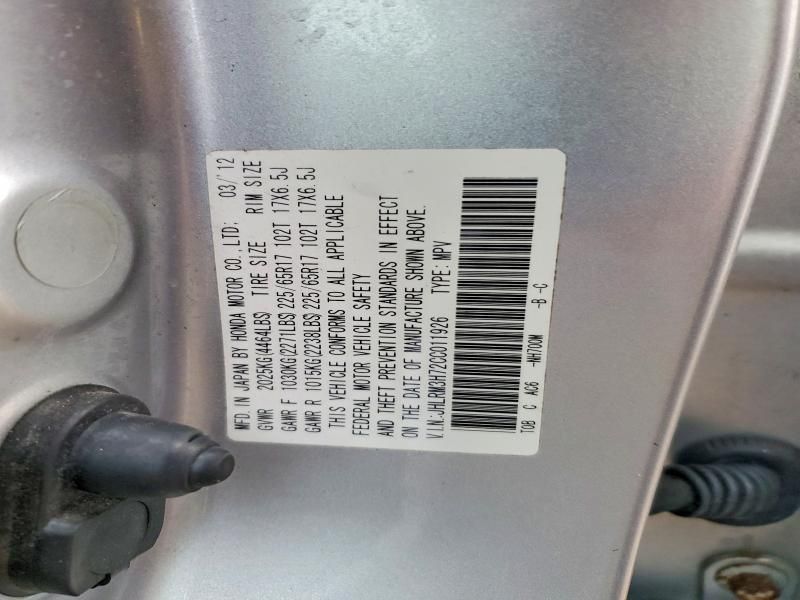 MFD. IN JAPAN BY HONDA MOTOR CO., LTD: 03/'12
GVWR 2025KG(4464LBS) TIRE SIZE RIM SIZE
GAWR F 1030KG(2271LBS) 225/65R17 102T 17X6.5J
GAWR R 1015KG(2238LBS) 225/65R17 102T 17X6.5J
THIS VEHICLE CONFORMS TO ALL APPLICABLE
FEDERAL MOTOR VEHICLE SAFETY
AND THEFT PREVENTION STANDARDS IN EFFECT
ON THE DATE OF MANUFACTURE SHOWN ABOVE.
V.I.N:JHLRM3H72CC011926 TYPE: MPV
TOB C AC6 -NH700M -B -C